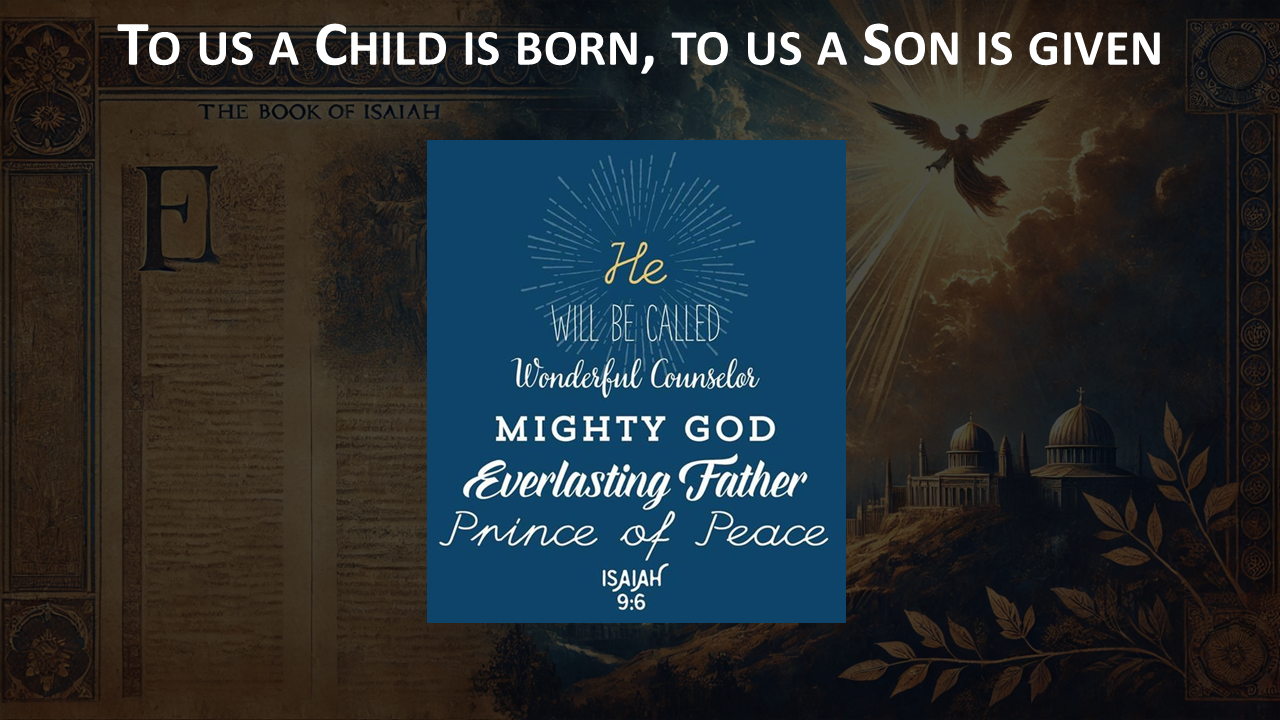 To us a Child is born, to us a Son is given
THE BOOK OF ISAIAH
E
He
WILL BE CALLED
Wonderful Counselor
MIGHTY GOD
Everlasting Father
Prince of Peace
ISAIAH
9:6